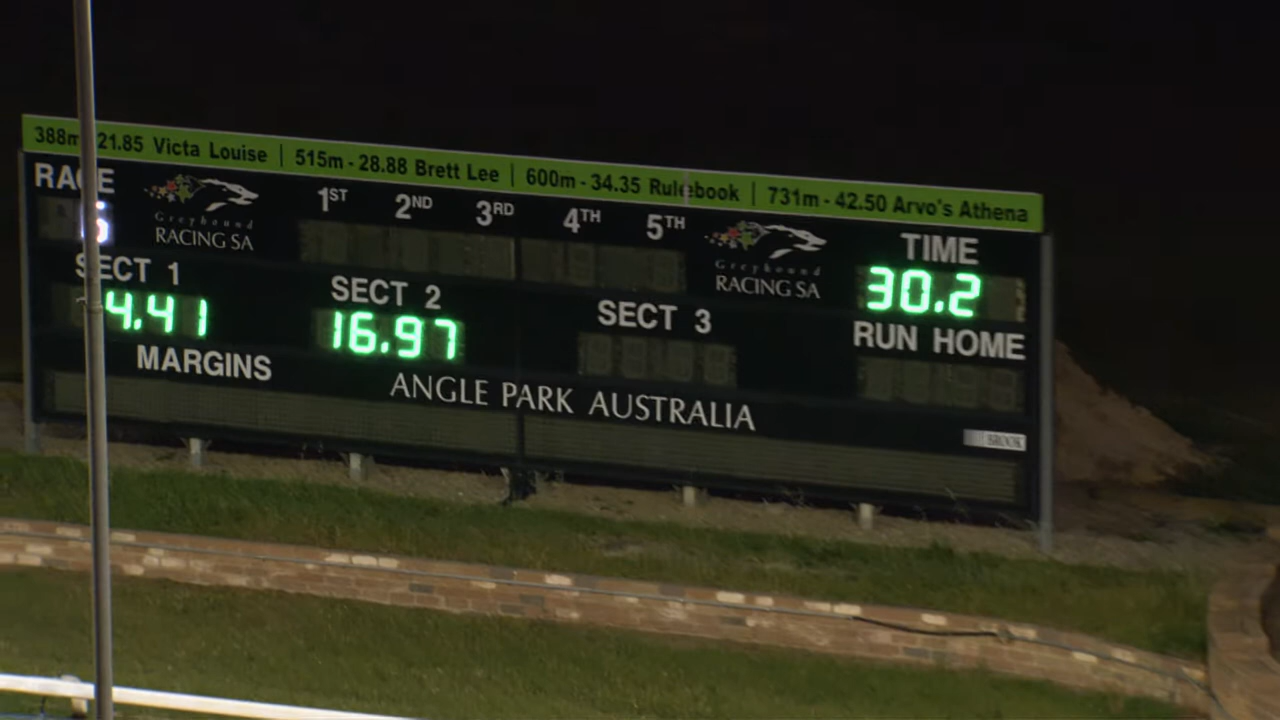 388m - 21.85 Victa Louise | 515m - 28.88 Brett Lee | 600m - 34.35 Rulebook | 731m - 42.50 Arvo's Athena
RACE
1ST 2ND 3RD 4TH 5TH
Greyhound
RACING SA
Greyhound
RACING SA
TIME
30.2
SECT 1
4.41
SECT 2
16.97
SECT 3
RUN HOME
MARGINS
ANGLE PARK AUSTRALIA
BROOK